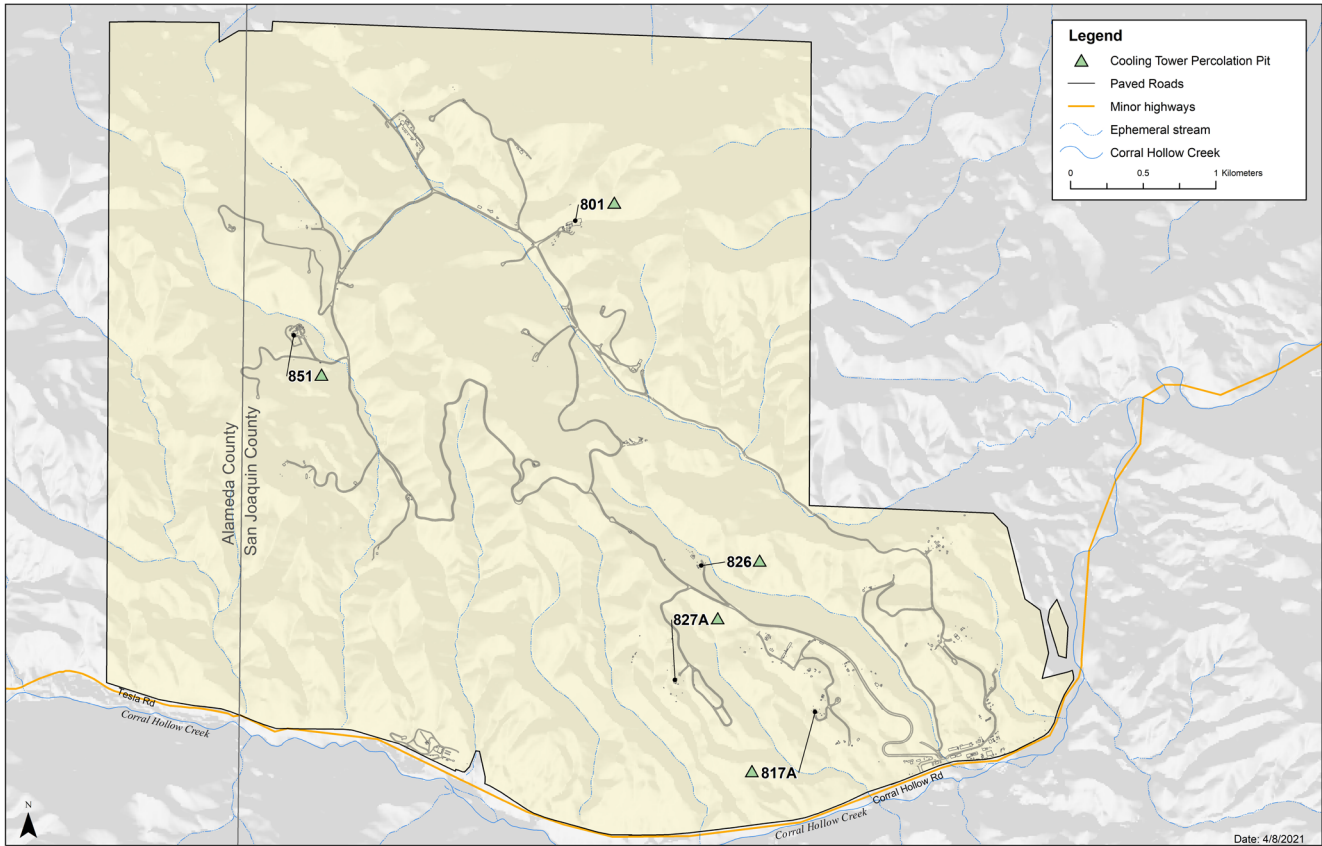 Legend
Cooling Tower Percolation Pit
Paved Roads
Minor highways
Ephemeral stream
Corral Hollow Creek
0 0.5 1 Kilometers
801
851
Alameda County
San Joaquin County
826
827A
817A
Tesla Rd
Corral Hollow Creek
Corral Hollow Rd
Corral Hollow Creek
N
Date: 4/8/2021